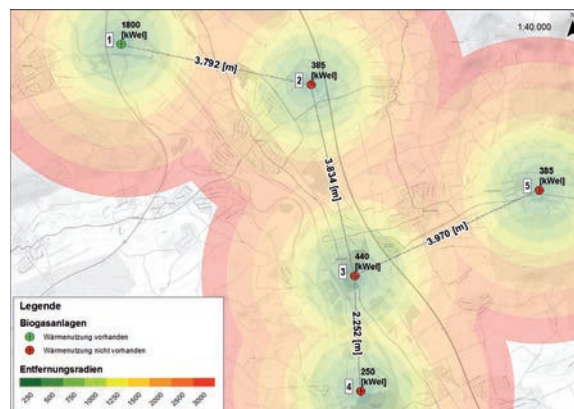 1:40.000
1800
[kWel]
1
3.792 [m]
385
[kWel]
2
3.834 [m]
385
[kWel]
5
3.970 [m]
440
[kWel]
3
2.252 [m]
250
[kWel]
4
Legende
Biogasanlagen
Wärmenutzung vorhanden
Wärmenutzung nicht vorhanden
Entfernungsradien
250 500 750 1000 1250 1500 2000 2500 3000